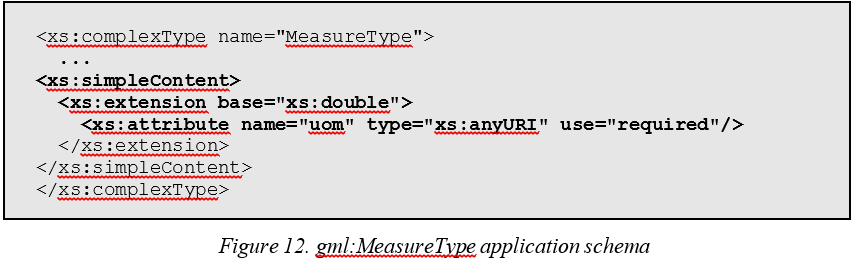 <xs:complexType name="MeasureType">
...
<xs:simpleContent>
<xs:extension base="xs:double">
<xs:attribute name="uom" type="xs:anyURI" use="required"/>
</xs:extension>
</xs:simpleContent>
</xs:complexType>
Figure 12. gml:MeasureType application schema